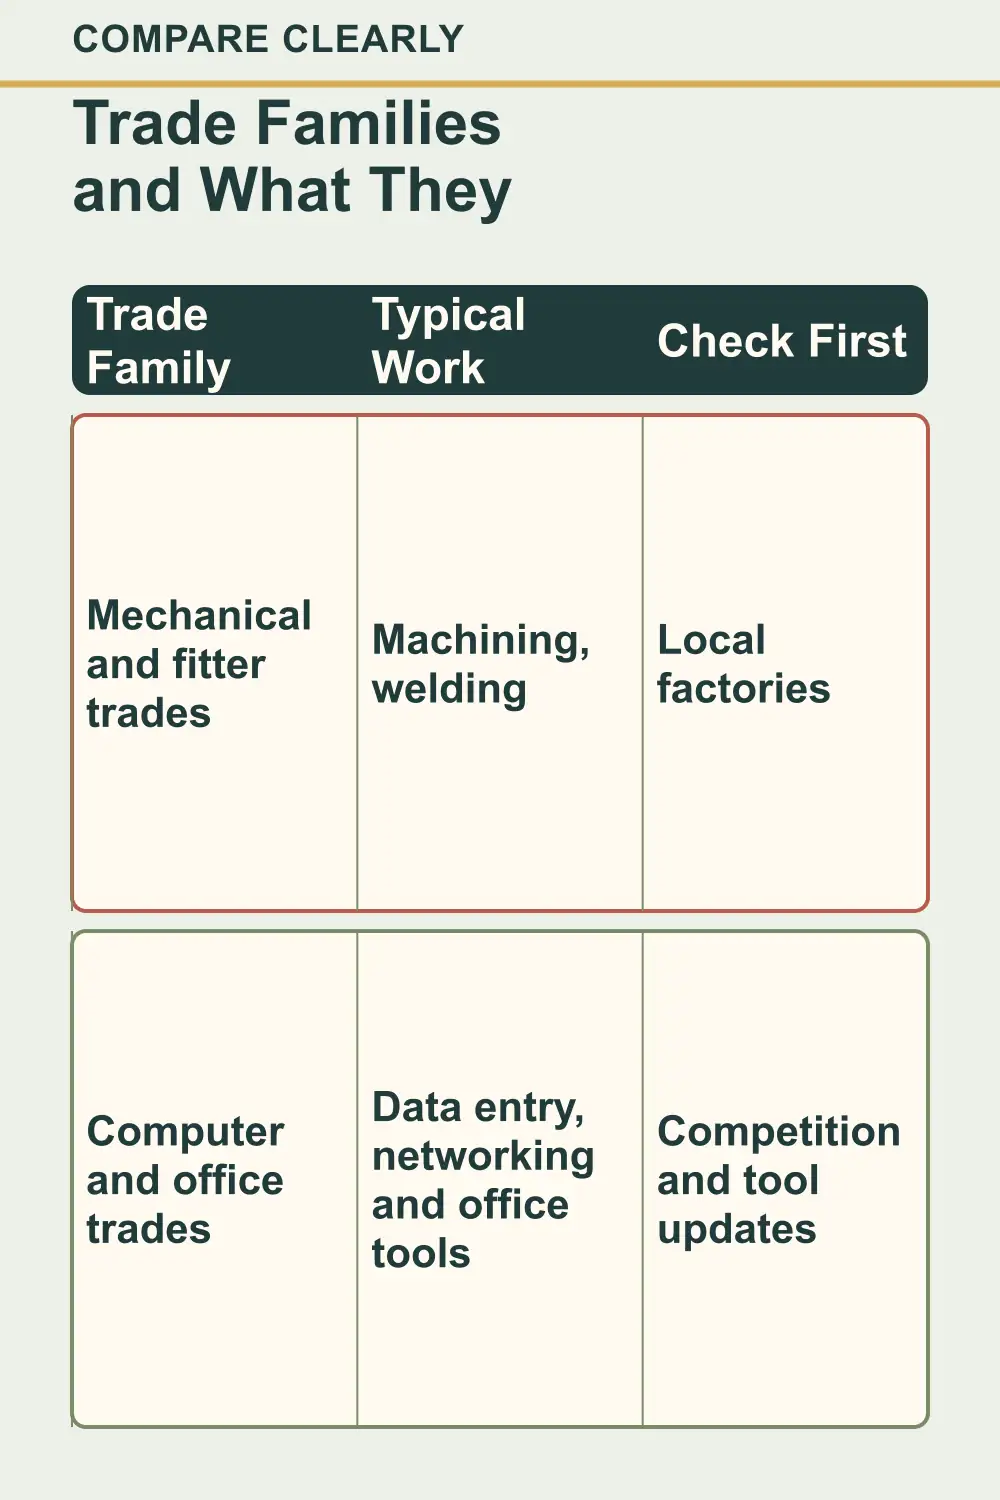 COMPARE CLEARLY
Trade Families
and What They
Trade
Family
Typical
Work
Check First
Mechanical
and fitter
trades
Machining,
welding
Local
factories
Computer
and office
trades
Data entry,
networking
and office
tools
Competition
and tool
updates